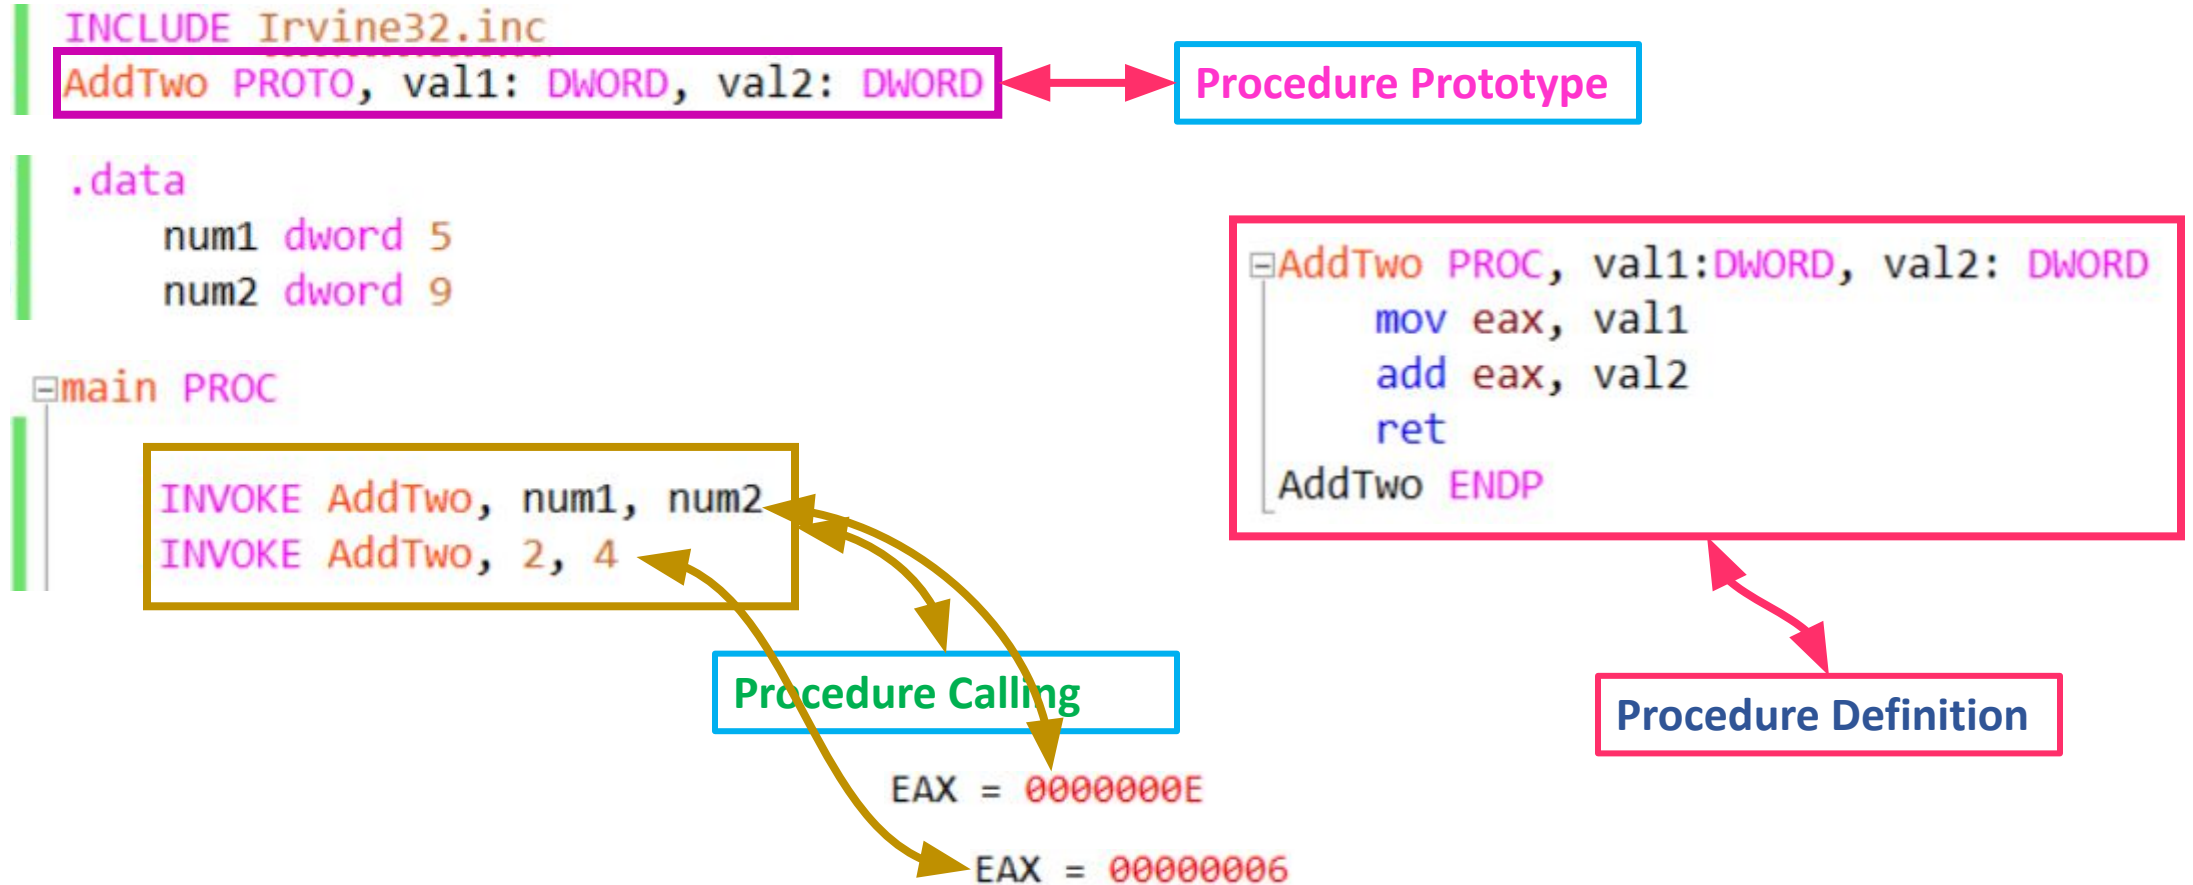 INCLUDE Irvine32.inc
AddTwo PROTO, val1: DWORD, val2: DWORD
Procedure Prototype
.data
num1 dword 5
num2 dword 9
main PROC
INVOKE AddTwo, num1, num2
INVOKE AddTwo, 2, 4
Procedure Calling
EAX = 0000000E
EAX = 00000006
AddTwo PROC, val1:DWORD, val2: DWORD
mov eax, val1
add eax, val2
ret
AddTwo ENDP
Procedure Definition